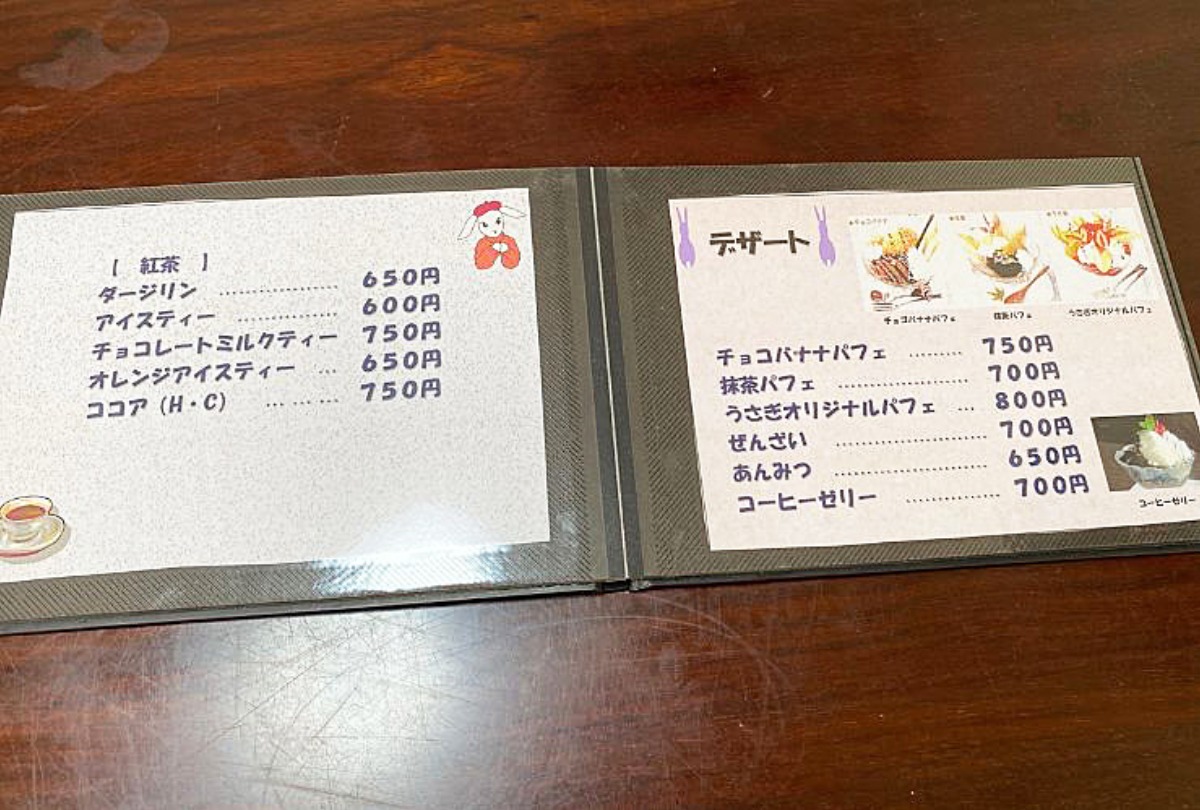 【 紅茶 】
ダージリン ……………… 650円
アイスティー …………… 600円
チョコレートミルクティー 750円
オレンジアイスティー … 650円
ココア（H・C） ……… 750円
デザート
チョコバナナパフェ 抹茶パフェ うさぎオリジナルパフェ
チョコバナナパフェ ……… 750円
抹茶パフェ …………………… 700円
うさぎオリジナルパフェ … 800円
ぜんざい ……………………… 700円
あんみつ ……………………… 650円
コーヒーゼリー …………… 700円
コーヒーゼリー